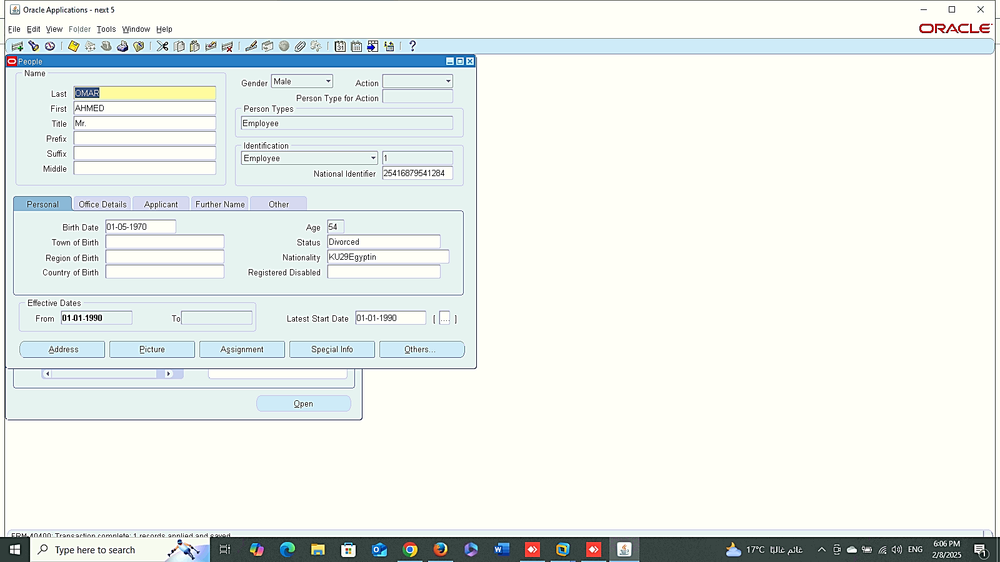 Oracle Applications - next 5
File Edit View Folder Tools Window Help
ORACLE
People
Name
Last OMAR
First AHMED
Title Mr.
Prefix
Suffix
Middle
Gender Male Action
Person Type for Action
Person Types
Employee
Identification
Employee 1
National Identifier 25416879541284
Personal Office Details Applicant Further Name Other
Birth Date 01-05-1970 Age 54
Town of Birth Status Divorced
Region of Birth Nationality KU29Egyptin
Country of Birth Registered Disabled
Effective Dates
From 01-01-1990 To Latest Start Date 01-01-1990 [ .... ]
Address Picture Assignment Special Info Others...
Open
FRM-40400: Transaction complete: 1 records applied and saved
Type here to search
17°C غائم غالبًا ENG 6:06 PM
2/8/2025
1